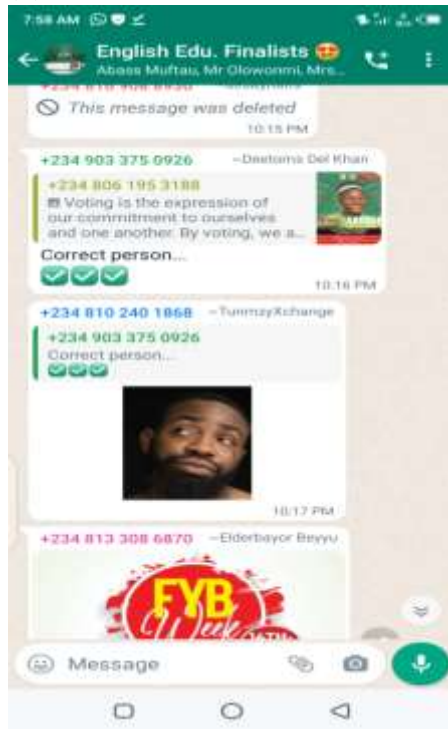 7:58 AM
English Edu. Finalists
Abass Muftau, Mr Olowonmi, Mrs...
This message was deleted
10:15 PM
+234 903 375 0926 ~Deetoma Del Khan
+234 806 195 3188
Voting is the expression of
our commitment to ourselves
and one another. By voting, we a...
Correct person...
10:16 PM
+234 810 240 1868 ~TunmzyXchange
+234 903 375 0926
Correct person...
10:17 PM
+234 813 308 6870 ~Elderbayor Beyyu
FYB
Week
Message